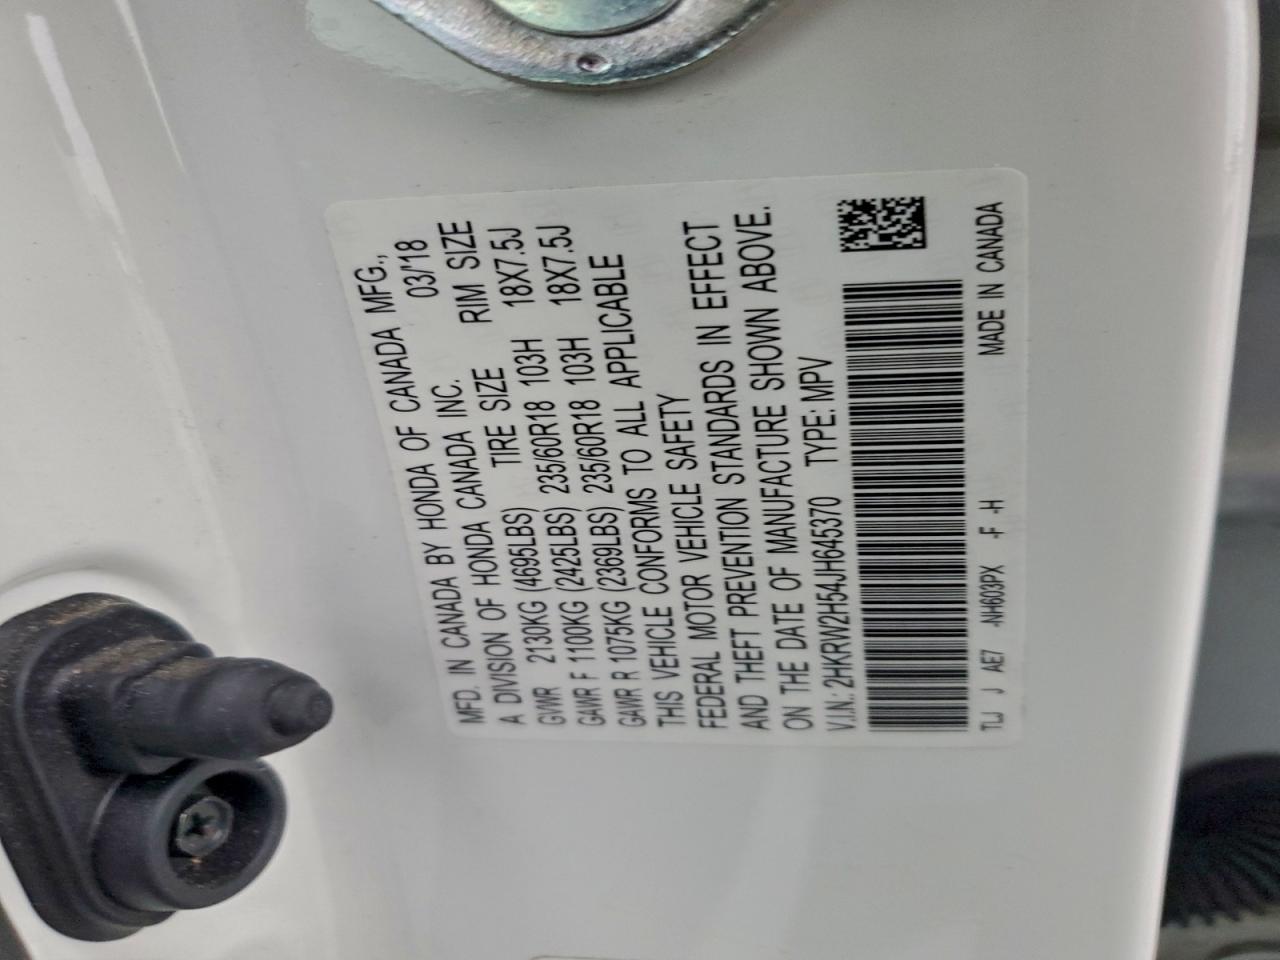 MFD. IN CANADA BY HONDA OF CANADA MFG.,
A DIVISION OF HONDA CANADA INC. 03/'18
GVWR 2130KG (4695LBS) TIRE SIZE RIM SIZE
GAWR F 1100KG (2425LBS) 235/60R18 103H 18X7.5J
GAWR R 1075KG (2369LBS) 235/60R18 103H 18X7.5J
THIS VEHICLE CONFORMS TO ALL APPLICABLE
FEDERAL MOTOR VEHICLE SAFETY
AND THEFT PREVENTION STANDARDS IN EFFECT
ON THE DATE OF MANUFACTURE SHOWN ABOVE.
V.I.N.: 2HKRW2H54JH645370 TYPE: MPV
TLJ J AE7 -NH603PX -F -H MADE IN CANADA